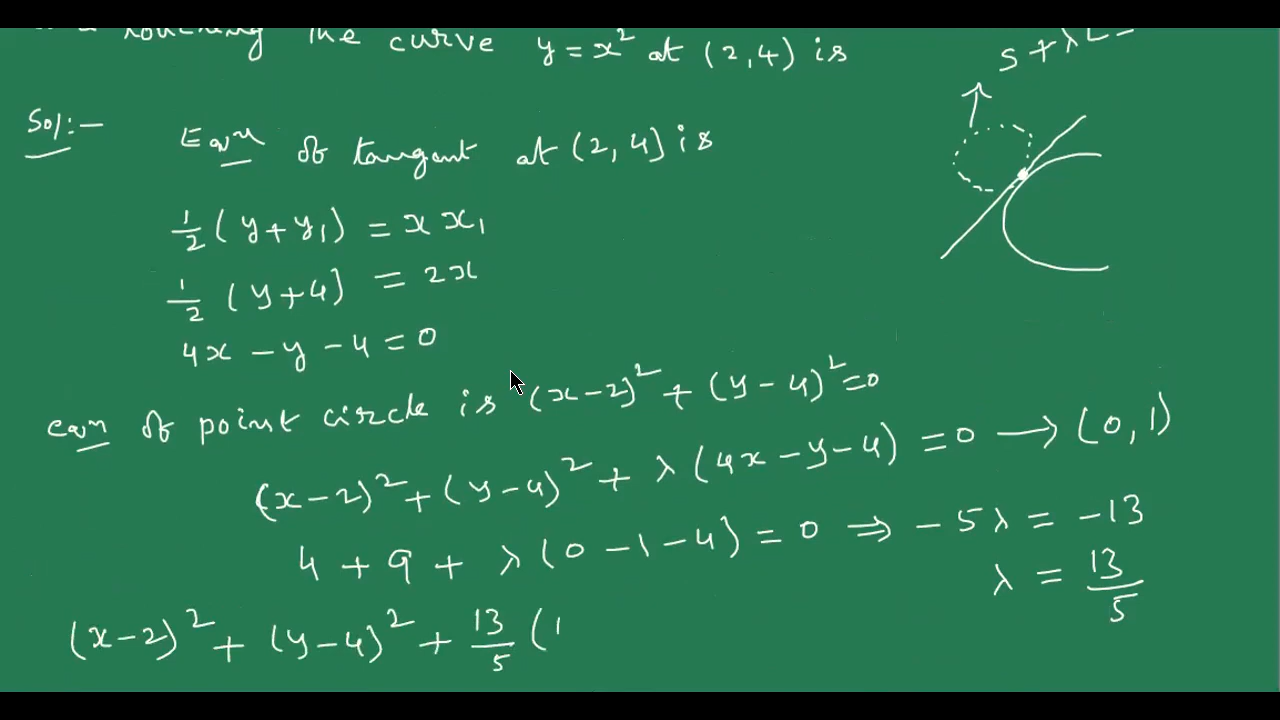 touching the curve y = x² at (2,4) is
S + λL =
Sol:-
Eqn of tangent at (2, 4) is
1/2 (y + y₁) = x x₁
1/2 (y + 4) = 2x
4x - y - 4 = 0
eqn of point circle is (x-2)² + (y-4)² = 0
(x-2)² + (y-4)² + λ (4x - y - 4) = 0 → (0, 1)
4 + 9 + λ (0 - 1 - 4) = 0 ⇒ -5λ = -13
λ = 13/5
(x-2)² + (y-4)² + 13/5 (